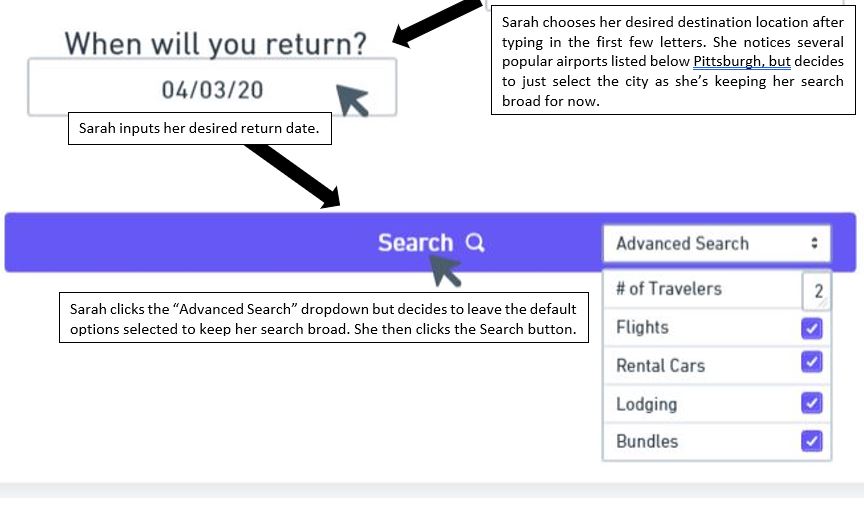 Sarah chooses her desired destination location after
typing in the first few letters. She notices several
popular airports listed below Pittsburgh, but decides
to just select the city as she’s keeping her search
broad for now.
When will you return?
04/03/20
Sarah inputs her desired return date.
Search
Advanced Search
# of Travelers 2
Flights
Rental Cars
Lodging
Bundles
Sarah clicks the “Advanced Search” dropdown but decides to leave the default
options selected to keep her search broad. She then clicks the Search button.